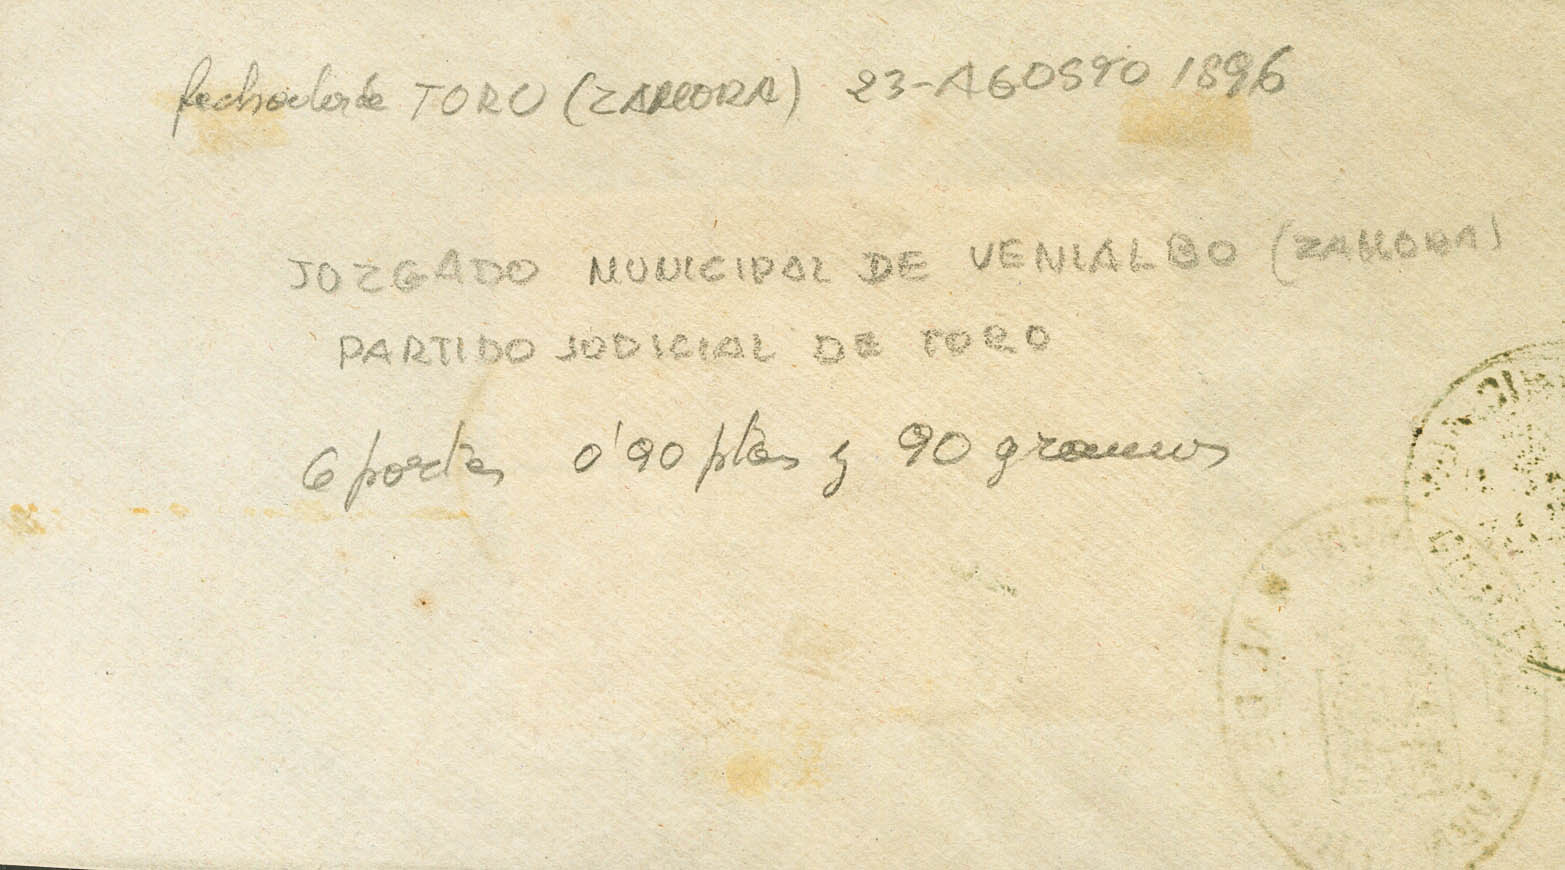 fechador de TORO (ZAMORA) 23-AGOSTO 1896
JUZGADO MUNICIPAL DE VENIALBO (ZAMORA)
PARTIDO JUDICIAL DE TORO
6 portes 0'90 ptas y 90 gramos